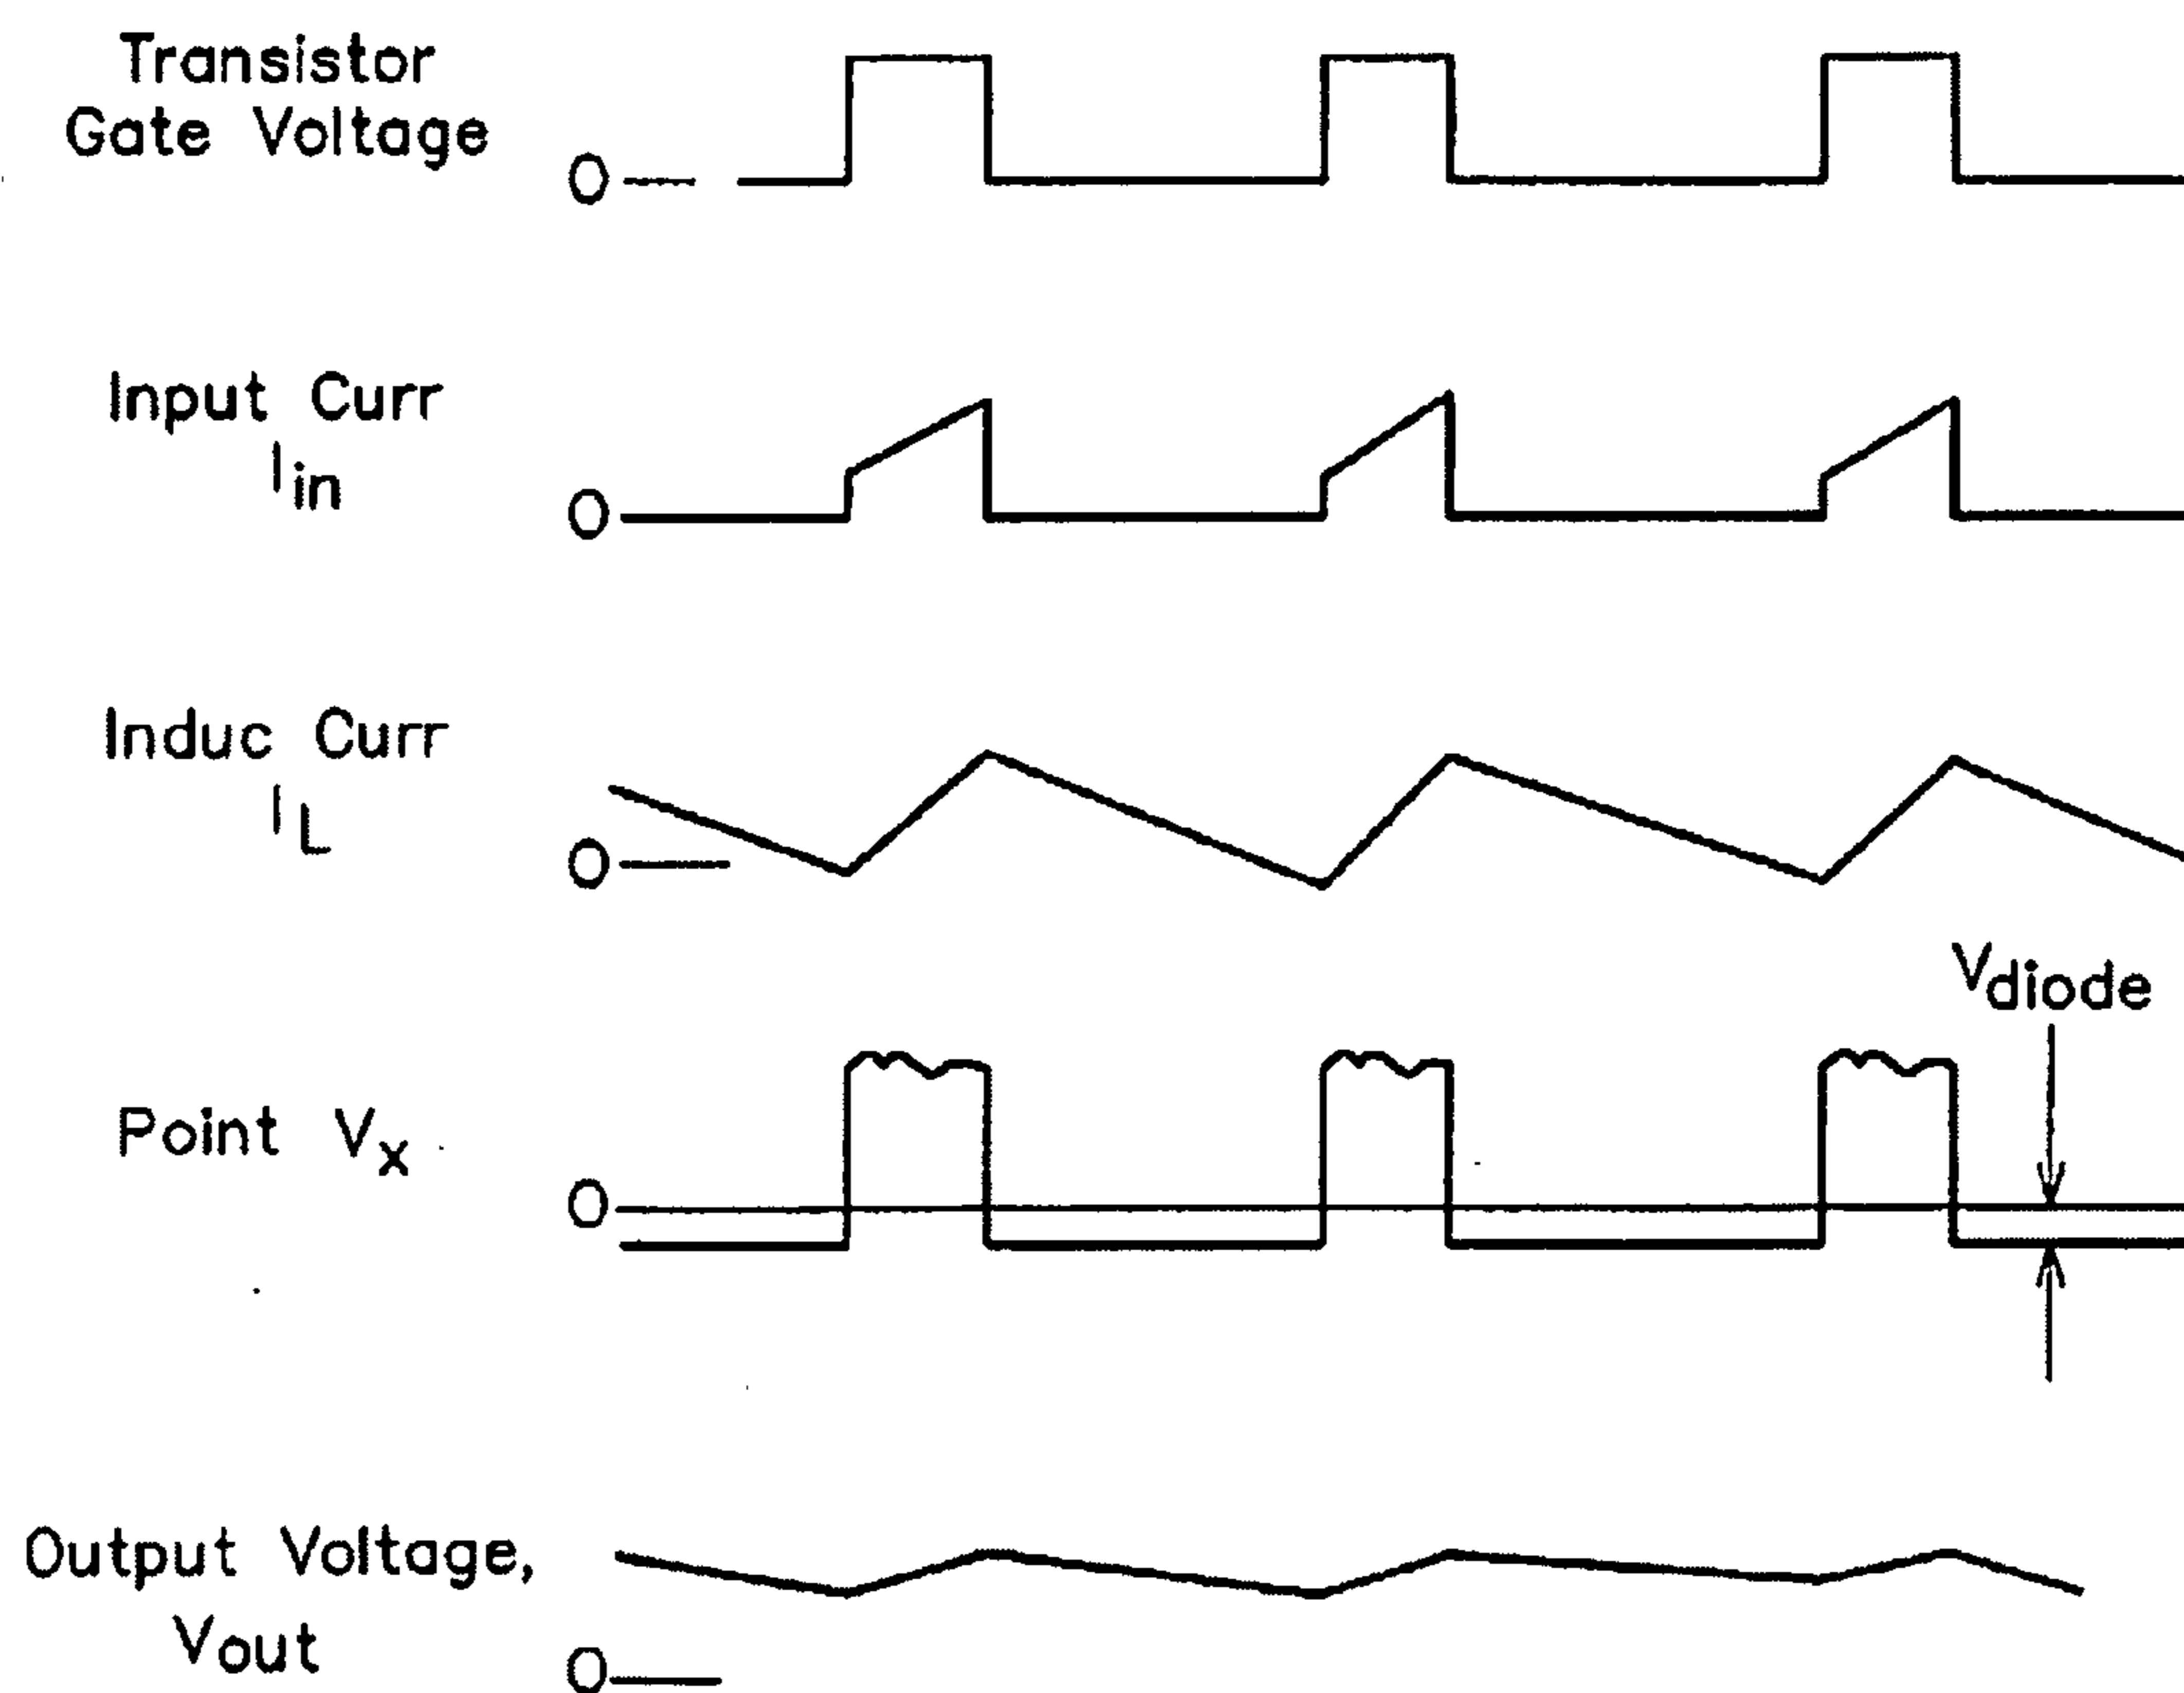 Transistor
Gate Voltage
0
Input Curr
Iin
0
Induc Curr
IL
0
Vdiode
Point Vx
0
Output Voltage,
Vout
0